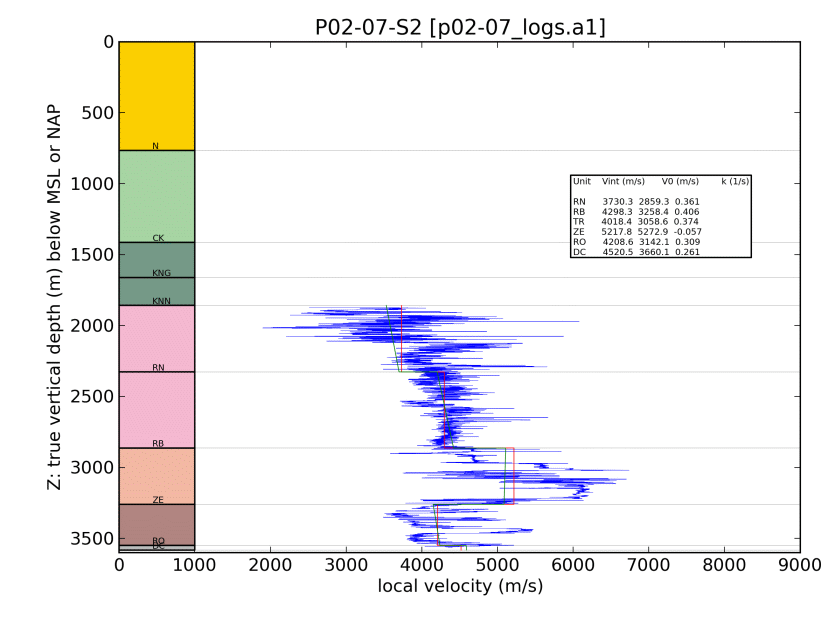 P02-07-S2 [p02-07_logs.a1]
0
500
1000
1500
2000
2500
3000
3500
Z: true vertical depth (m) below MSL or NAP
N
CK
KNG
KNN
RN
RB
ZE
RO
DC
Unit Vint (m/s) V0 (m/s) k (1/s)
RN 3730.3 2859.3 0.361
RB 4298.3 3258.4 0.406
TR 4018.4 3058.6 0.374
ZE 5217.8 5272.9 -0.057
RO 4208.6 3142.1 0.309
DC 4520.5 3660.1 0.261
0 1000 2000 3000 4000 5000 6000 7000 8000 9000
local velocity (m/s)